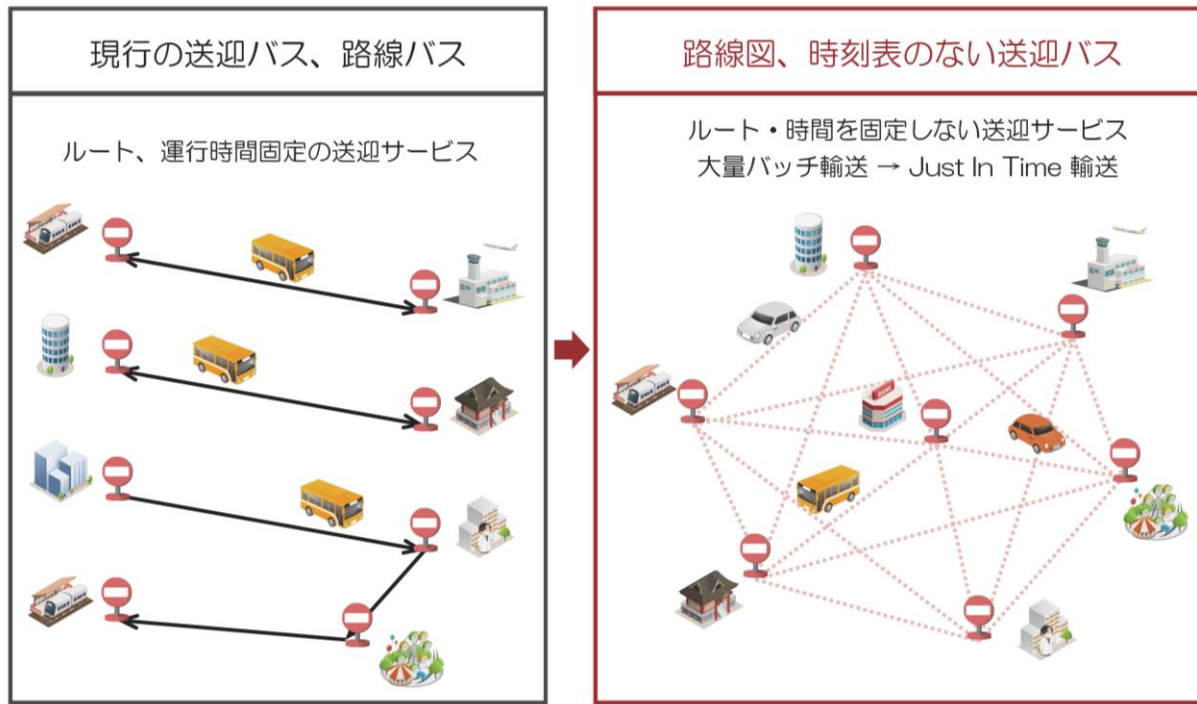 現行の送迎バス、路線バス
ルート、運行時間固定の送迎サービス
路線図、時刻表のない送迎バス
ルート・時間を固定しない送迎サービス
大量バッチ輸送 → Just In Time 輸送
BANK